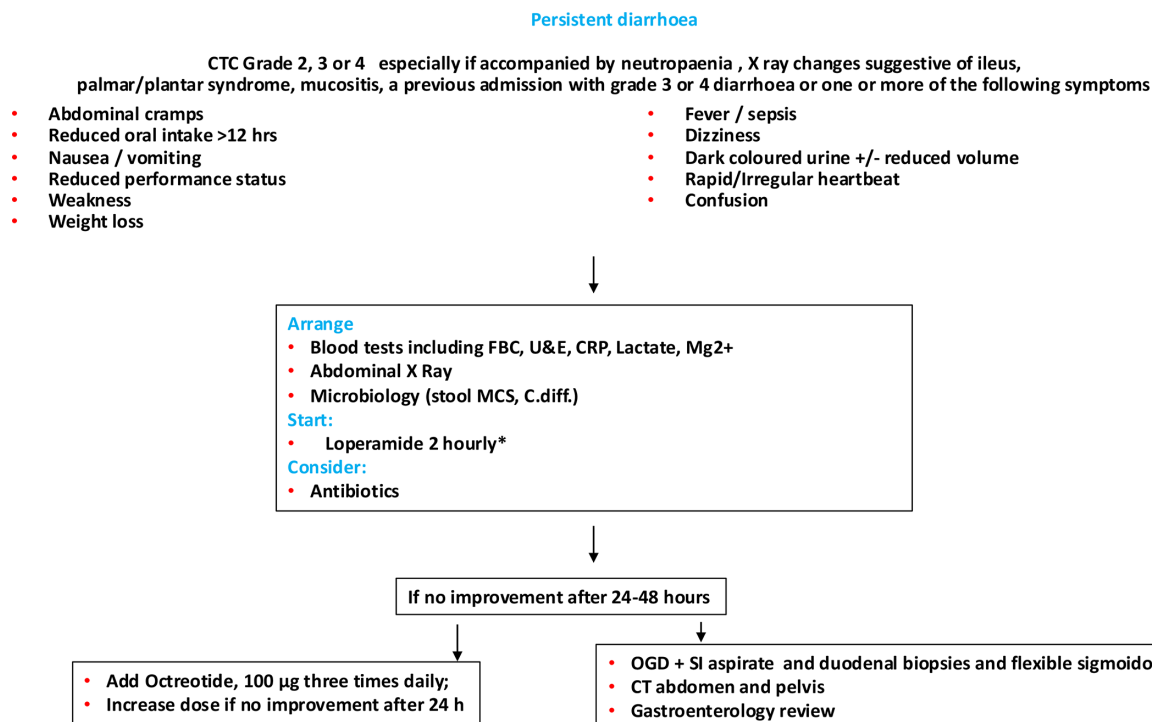 Persistent diarrhoea
CTC Grade 2, 3 or 4 especially if accompanied by neutropaenia , X ray changes suggestive of ileus,
palmar/plantar syndrome, mucositis, a previous admission with grade 3 or 4 diarrhoea or one or more of the following symptoms
• Abdominal cramps
• Reduced oral intake >12 hrs
• Nausea / vomiting
• Reduced performance status
• Weakness
• Weight loss
• Fever / sepsis
• Dizziness
• Dark coloured urine +/- reduced volume
• Rapid/Irregular heartbeat
• Confusion
Arrange
• Blood tests including FBC, U&E, CRP, Lactate, Mg2+
• Abdominal X Ray
• Microbiology (stool MCS, C.diff.)
Start:
• Loperamide 2 hourly*
Consider:
• Antibiotics
If no improvement after 24-48 hours
• Add Octreotide, 100 µg three times daily;
• Increase dose if no improvement after 24 h
• OGD + SI aspirate and duodenal biopsies and flexible sigmoido
• CT abdomen and pelvis
• Gastroenterology review